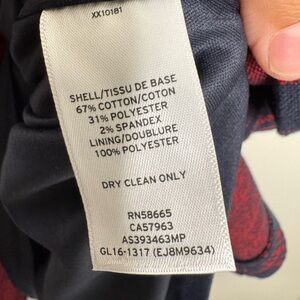 XX10181
SHELL/TISSU DE BASE
67% COTTON/COTON
31% POLYESTER
2% SPANDEX
LINING/DOUBLURE
100% POLYESTER
DRY CLEAN ONLY
RN58665
CA57963
AS393463MP
GL16-1317 (EJ8M9634)